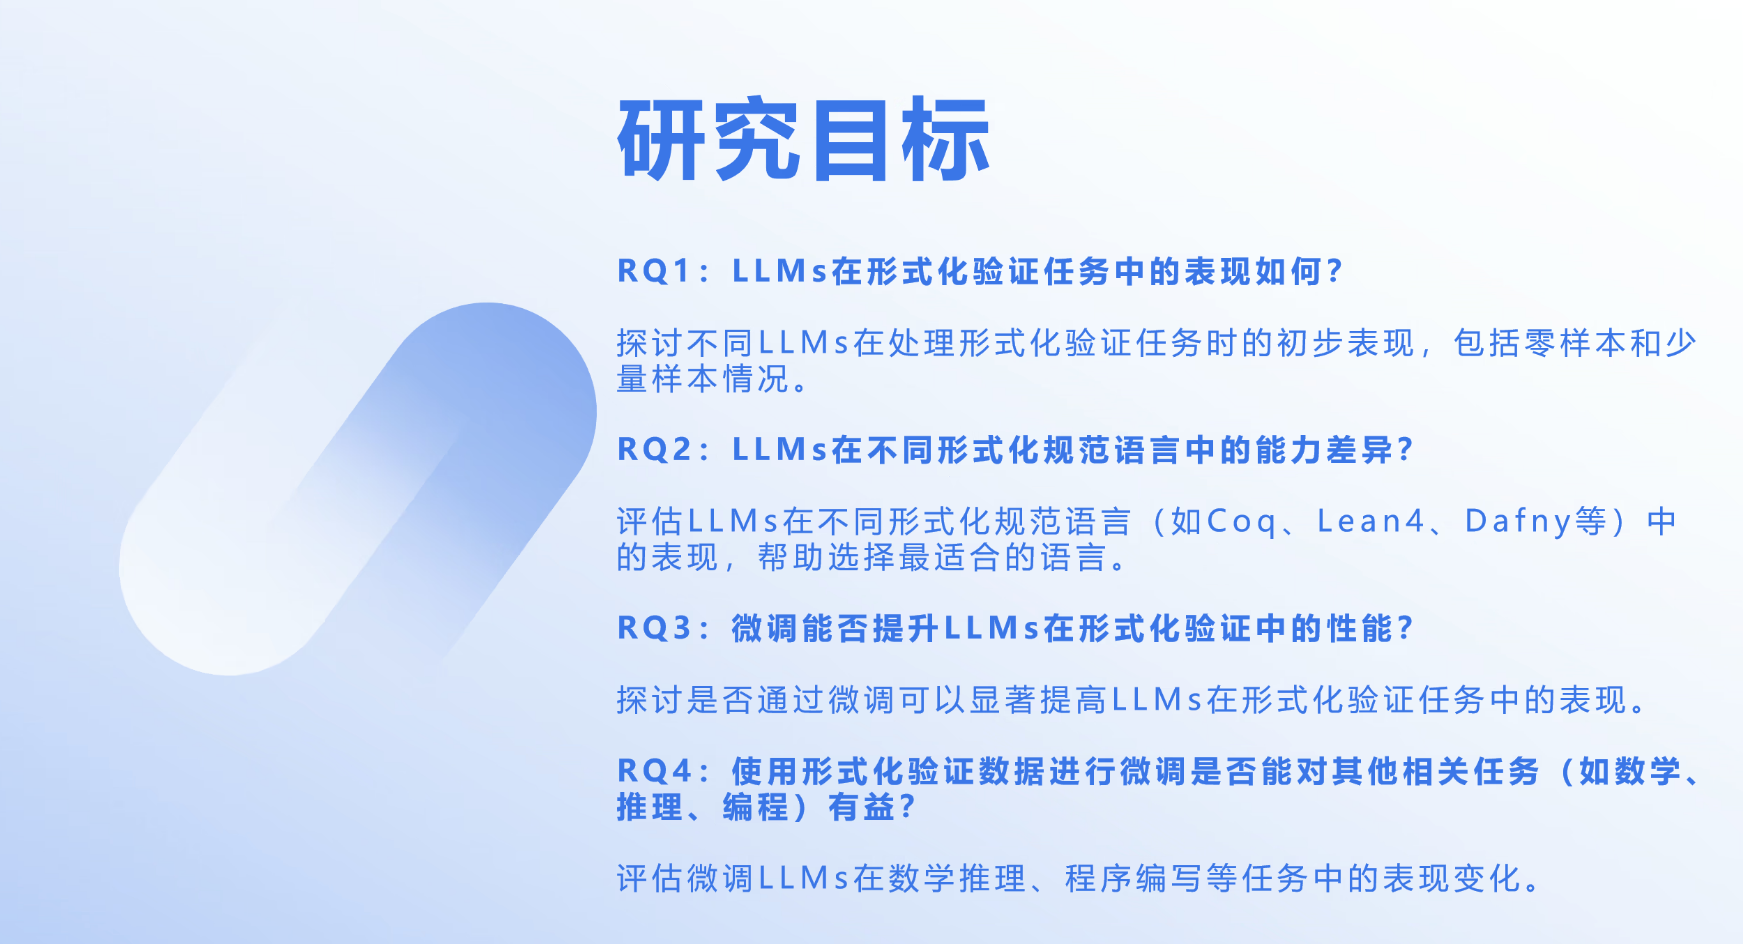 研究目标
RQ1：LLMs在形式化验证任务中的表现如何？
探讨不同LLMs在处理形式化验证任务时的初步表现，包括零样本和少
量样本情况。
RQ2：LLMs在不同形式化规范语言中的能力差异？
评估LLMs在不同形式化规范语言（如Coq、Lean4、Dafny等）中
的表现，帮助选择最适合的语言。
RQ3：微调能否提升LLMs在形式化验证中的性能？
探讨是否通过微调可以显著提高LLMs在形式化验证任务中的表现。
RQ4：使用形式化验证数据进行微调是否能对其他相关任务（如数学、
推理、编程）有益？
评估微调LLMs在数学推理、程序编写等任务中的表现变化。